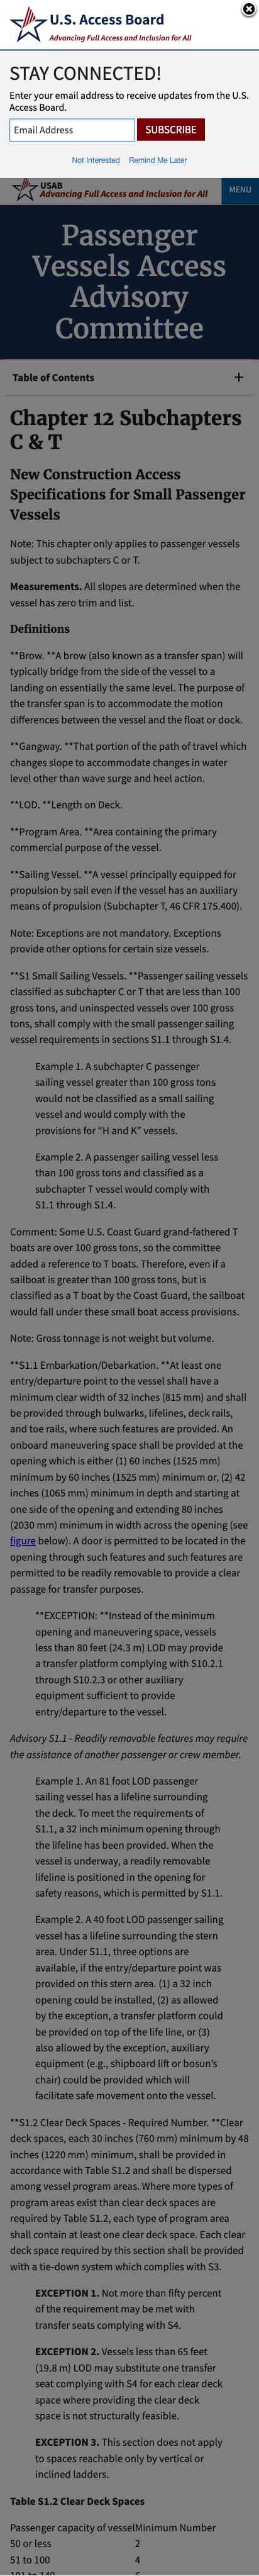 U.S. Access Board
Advancing Full Access and Inclusion for All
STAY CONNECTED!
Enter your email address to receive updates from the U.S.
Access Board.
Email Address
SUBSCRIBE
Not Interested Remind Me Later
USAB
Advancing Full Access and Inclusion for All
MENU
Passenger
Vessels Access
Advisory
Committee
Table of Contents +
Chapter 12 Subchapters
C & T
New Construction Access
Specifications for Small Passenger
Vessels
Note: This chapter only applies to passenger vessels
subject to subchapters C or T.
Measurements. All slopes are determined when the
vessel has zero trim and list.
Definitions
**Brow. **A brow (also known as a transfer span) will
typically bridge from the side of the vessel to a
landing on essentially the same level. The purpose of
the transfer span is to accommodate the motion
differences between the vessel and the float or dock.
**Gangway. **That portion of the path of travel which
changes slope to accommodate changes in water
level other than wave surge and heel action.
**LOD. **Length on Deck.
**Program Area. **Area containing the primary
commercial purpose of the vessel.
**Sailing Vessel. **A vessel principally equipped for
propulsion by sail even if the vessel has an auxiliary
means of propulsion (Subchapter T, 46 CFR 175.400).
Note: Exceptions are not mandatory. Exceptions
provide other options for certain size vessels.
**S1 Small Sailing Vessels. **Passenger sailing vessels
classified as subchapter C or T that are less than 100
gross tons, and uninspected vessels over 100 gross
tons, shall comply with the small passenger sailing
vessel requirements in sections S1.1 through S1.4.
Example 1. A subchapter C passenger
sailing vessel greater than 100 gross tons
would not be classified as a small sailing
vessel and would comply with the
provisions for “H and K” vessels.
Example 2. A passenger sailing vessel less
than 100 gross tons and classified as a
subchapter T vessel would comply with
S1.1 through S1.4.
Comment: Some U.S. Coast Guard grand-fathered T
boats are over 100 gross tons, so the committee
added a reference to T boats. Therefore, even if a
sailboat is greater than 100 gross tons, but is
classified as a T boat by the Coast Guard, the sailboat
would fall under these small boat access provisions.
Note: Gross tonnage is not weight but volume.
**S1.1 Embarkation/Debarkation. **At least one
entry/departure point to the vessel shall have a
minimum clear width of 32 inches (815 mm) and shall
be provided through bulwarks, lifelines, deck rails,
and toe rails, where such features are provided. An
onboard maneuvering space shall be provided at the
opening which is either (1) 60 inches (1525 mm)
minimum by 60 inches (1525 mm) minimum or, (2) 42
inches (1065 mm) minimum in depth and starting at
one side of the opening and extending 80 inches
(2030 mm) minimum in width across the opening (see
figure below). A door is permitted to be located in the
opening through such features and such features are
permitted to be readily removable to provide a clear
passage for transfer purposes.
**EXCEPTION: **Instead of the minimum
opening and maneuvering space, vessels
less than 80 feet (24.3 m) LOD may provide
a transfer platform complying with S10.2.1
through S10.2.3 or other auxiliary
equipment sufficient to provide
entry/departure to the vessel.
Advisory S1.1 - Readily removable features may require
the assistance of another passenger or crew member.
Example 1. An 81 foot LOD passenger
sailing vessel has a lifeline surrounding
the deck. To meet the requirements of
S1.1, a 32 inch minimum opening through
the lifeline has been provided. When the
vessel is underway, a readily removable
lifeline is positioned in the opening for
safety reasons, which is permitted by S1.1.
Example 2. A 40 foot LOD passenger sailing
vessel has a lifeline surrounding the stern
area. Under S1.1, three options are
available, if the entry/departure point was
provided on this stern area. (1) a 32 inch
opening could be installed, (2) as allowed
by the exception, a transfer platform could
be provided on top of the life line, or (3)
also allowed by the exception, auxiliary
equipment (e.g., shipboard lift or bosun’s
chair) could be provided which will
facilitate safe movement onto the vessel.
**S1.2 Clear Deck Spaces - Required Number. **Clear
deck spaces, each 30 inches (760 mm) minimum by 48
inches (1220 mm) minimum, shall be provided in
accordance with Table S1.2 and shall be dispersed
among vessel program areas. Where more types of
program areas exist than clear deck spaces are
required by Table S1.2, each type of program area
shall contain at least one clear deck space. Each clear
deck space required by this section shall be provided
with a tie-down system which complies with S3.
EXCEPTION 1. Not more than fifty percent
of the requirement may be met with
transfer seats complying with S4.
EXCEPTION 2. Vessels less than 65 feet
(19.8 m) LOD may substitute one transfer
seat complying with S4 for each clear deck
space where providing the clear deck
space is not structurally feasible.
EXCEPTION 3. This section does not apply
to spaces reachable only by vertical or
inclined ladders.
Table S1.2 Clear Deck Spaces
Passenger capacity of vesselMinimum Number
50 or less 2
51 to 100 4